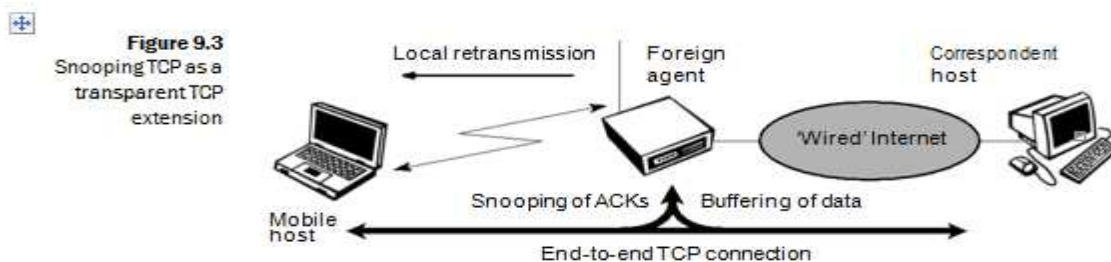 Figure 9.3
Snooping TCP as a
transparent TCP
extension
Local retransmission
Foreign
agent
Correspondent
host
'Wired' Internet
Snooping of ACKs
Buffering of data
Mobile
host
End-to-end TCP connection